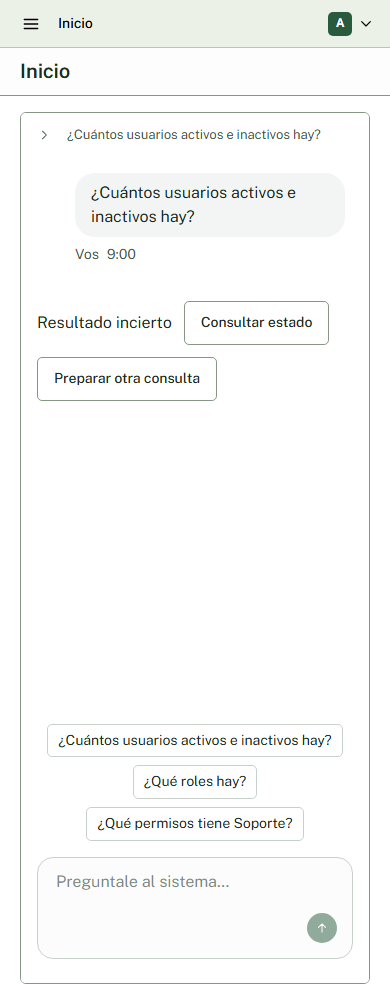 Inicio
A
Inicio
¿Cuántos usuarios activos e inactivos hay?
¿Cuántos usuarios activos e
inactivos hay?
Vos 9:00
Resultado incierto
Consultar estado
Preparar otra consulta
¿Cuántos usuarios activos e inactivos hay?
¿Qué roles hay?
¿Qué permisos tiene Soporte?
Preguntale al sistema...